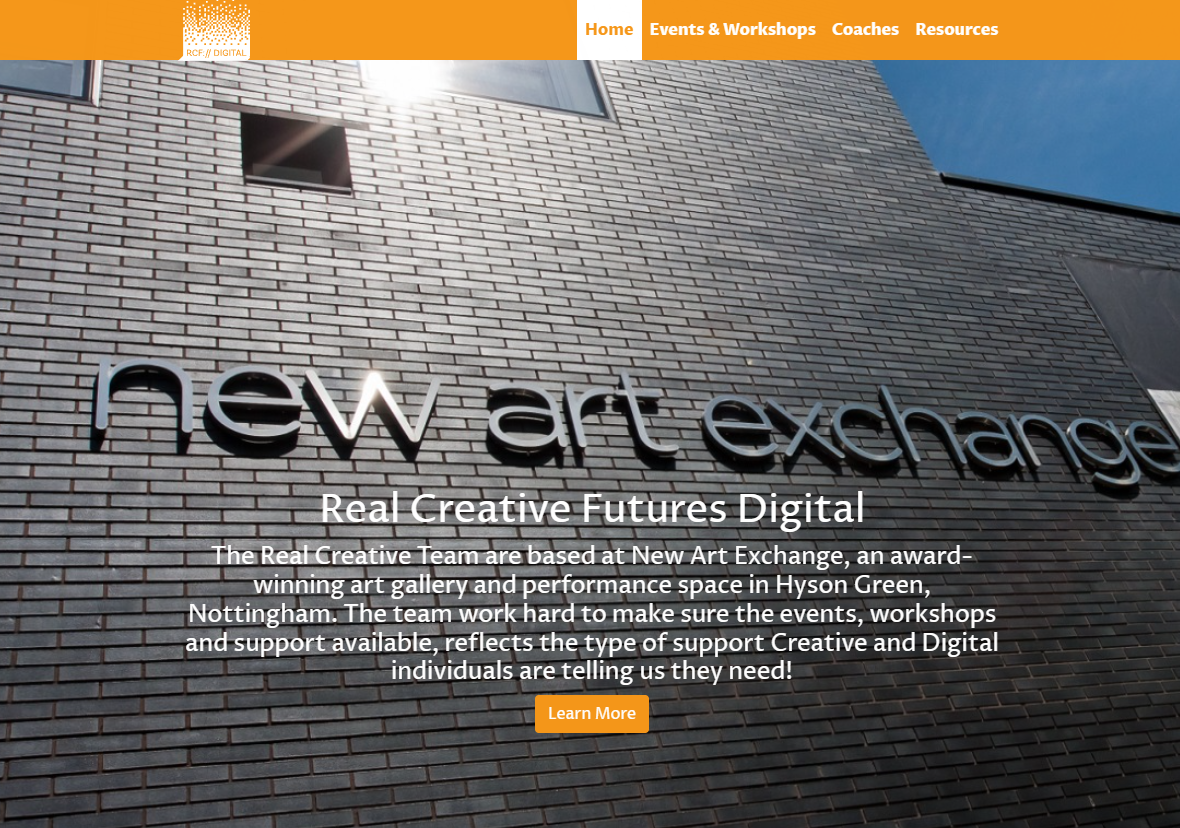 RCF:// DIGITAL
Home
Events & Workshops
Coaches
Resources
new art exchange
Real Creative Futures Digital
The Real Creative Team are based at New Art Exchange, an award-
winning art gallery and performance space in Hyson Green,
Nottingham. The team work hard to make sure the events, workshops
and support available, reflects the type of support Creative and Digital
individuals are telling us they need!
Learn More